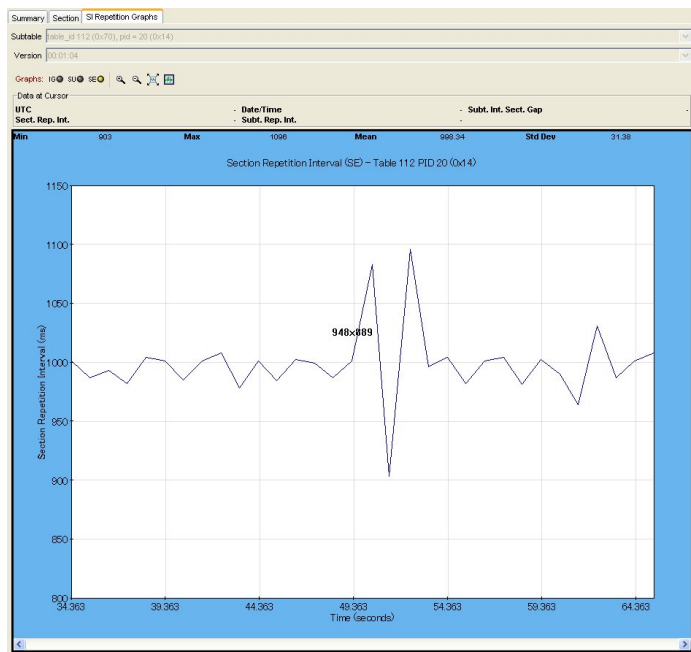 Summary Section SI Repetition Graphs
Subtable table_id 112 (0x70), pid = 20 (0x14)
Version 00:01:04
Graphs: IG SU SE
Data at Cursor
UTC - Date/Time - Subt. Int. Sect. Gap -
Sect. Rep. Int. - Subt. Rep. Int. -
Min 903 Max 1096 Mean 998.34 Std Dev 31.38
Section Repetition Interval (SE) - Table 112 PID 20 (0x14)
1150
1100
1050
948x889
1000
950
900
850
800
Section Repetition Interval (ms)
34.363 39.363 44.363 49.363 54.363 59.363 64.363
Time (seconds)